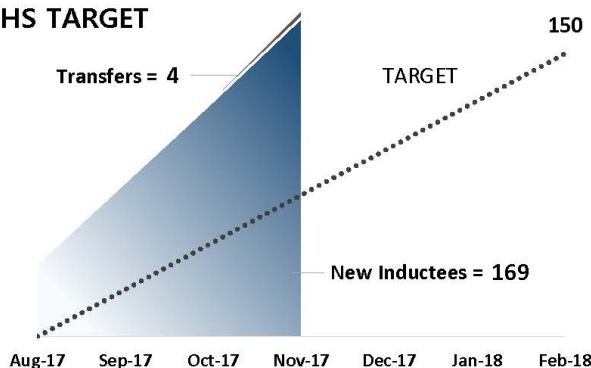 HS TARGET
150
Transfers = 4
TARGET
New Inductees = 169
Aug-17 Sep-17 Oct-17 Nov-17 Dec-17 Jan-18 Feb-18